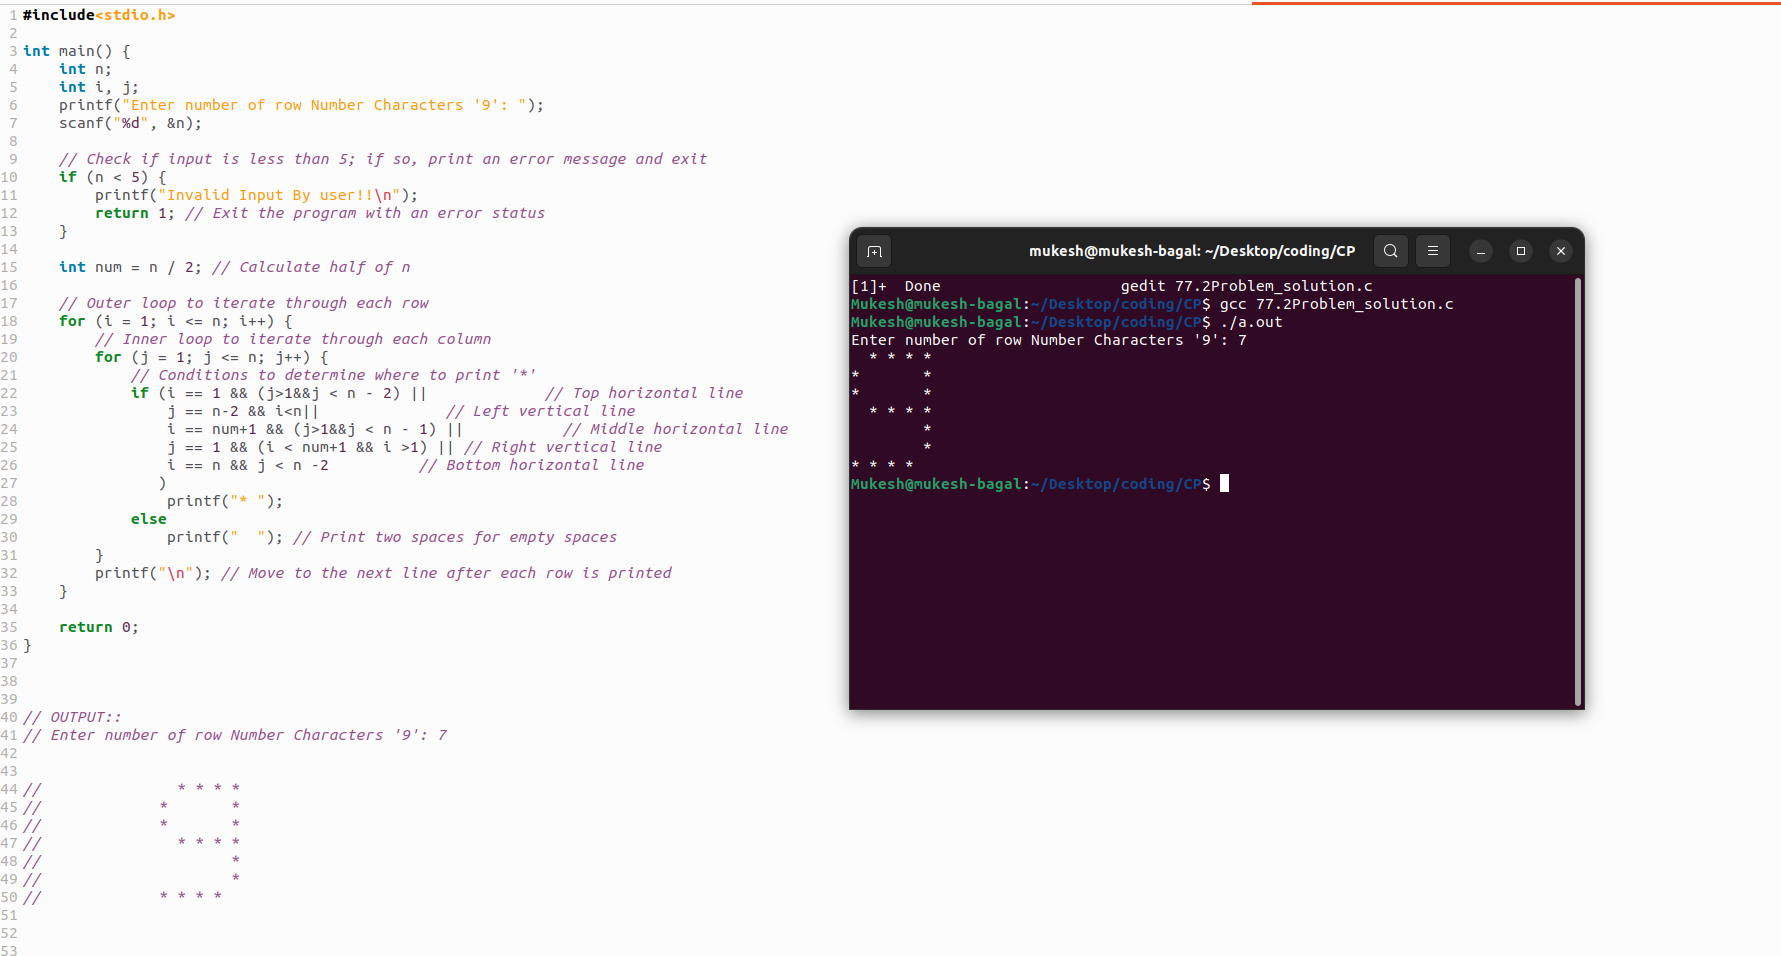 1 #include<stdio.h>
2
3 int main() {
4     int n;
5     int i, j;
6     printf("Enter number of row Number Characters '9': ");
7     scanf("%d", &n);
8
9     // Check if input is less than 5; if so, print an error message and exit
10     if (n < 5) {
11         printf("Invalid Input By user!!\n");
12         return 1; // Exit the program with an error status
13     }
14
15     int num = n / 2; // Calculate half of n
16
17     // Outer loop to iterate through each row
18     for (i = 1; i <= n; i++) {
19         // Inner loop to iterate through each column
20         for (j = 1; j <= n; j++) {
21             // Conditions to determine where to print '*'
22             if (i == 1 && (j>1&&j < n - 2) ||             // Top horizontal line
23                 j == n-2 && i<n||              // Left vertical line
24                 i == num+1 && (j>1&&j < n - 1) ||           // Middle horizontal line
25                 j == 1 && (i < num+1 && i >1) || // Right vertical line
26                 i == n && j < n -2          // Bottom horizontal line
27                )
28                 printf("* ");
29             else
30                 printf("  "); // Print two spaces for empty spaces
31         }
32         printf("\n"); // Move to the next line after each row is printed
33     }
34
35     return 0;
36 }
37
38
39
40 // OUTPUT::
41 // Enter number of row Number Characters '9': 7
42
43
44 //               * * * *
45 //             *       *
46 //             *       *
47 //               * * * *
48 //                     *
49 //                     *
50 //             * * * *
51
52
53
mukesh@mukesh-bagal: ~/Desktop/coding/CP
[1]+  Done                    gedit 77.2Problem_solution.c
Mukesh@mukesh-bagal:~/Desktop/coding/CP$ gcc 77.2Problem_solution.c
Mukesh@mukesh-bagal:~/Desktop/coding/CP$ ./a.out
Enter number of row Number Characters '9': 7
  * * * *
*       *
*       *
  * * * *
        *
        *
* * * *
Mukesh@mukesh-bagal:~/Desktop/coding/CP$